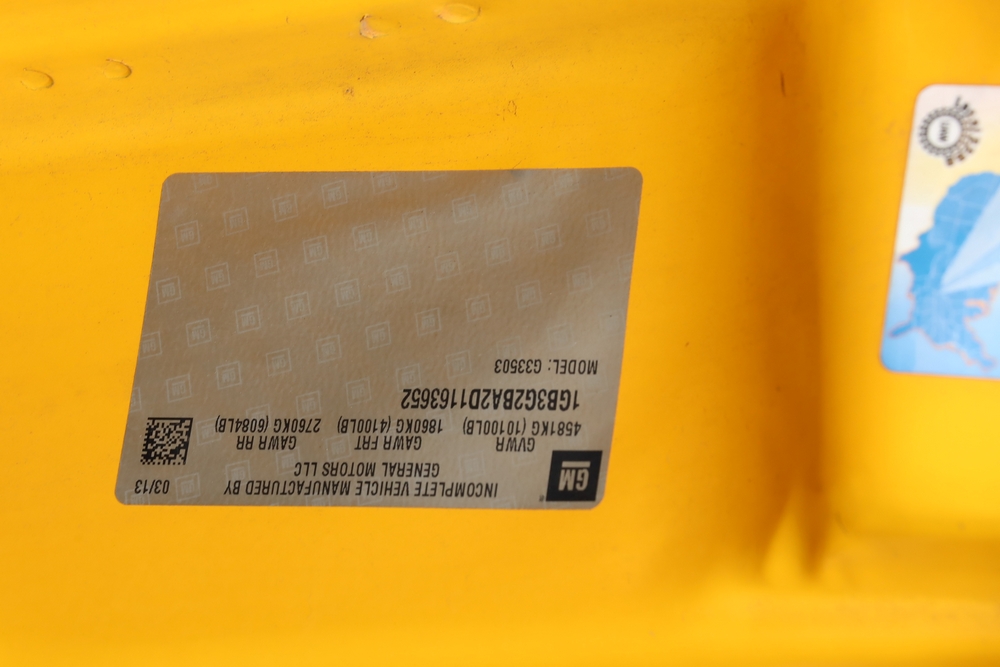 GM
INCOMPLETE VEHICLE MANUFACTURED BY
GENERAL MOTORS LLC
03/13
GVWR GAWR FRT GAWR RR
4581KG (10100LB) 1860KG (4100LB) 2760KG (6084LB)
1GB3G2BA2D1163652
MODEL: G33503